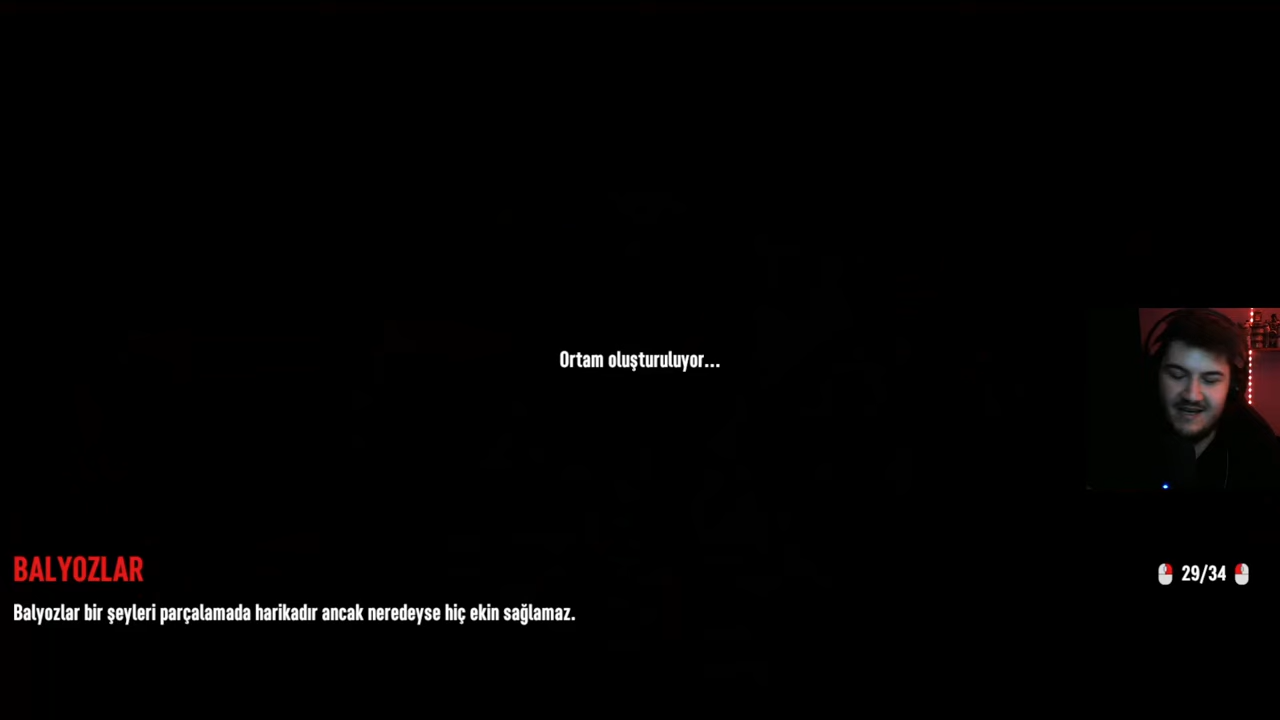 Ortam oluşturuluyor...
BALYOZLAR
29/34
Balyozlar bir şeyleri parçalamada harikadır ancak neredeyse hiç ekin sağlamaz.